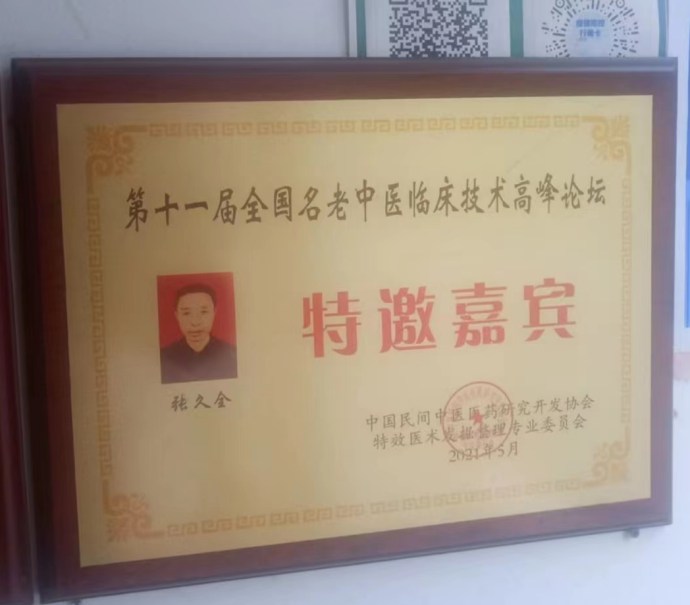 第十一届全国名老中医临床技术高峰论坛
特邀嘉宾
张久全
中国民间中医医药研究开发协会
特效医术发掘整理专业委员会
2021年5月